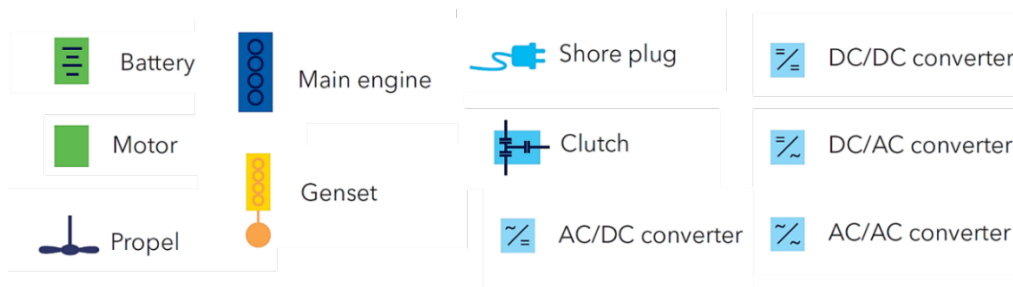 Battery
Main engine
Shore plug
DC/DC converter
Motor
Genset
Clutch
DC/AC converter
Propel
AC/DC converter
AC/AC converter